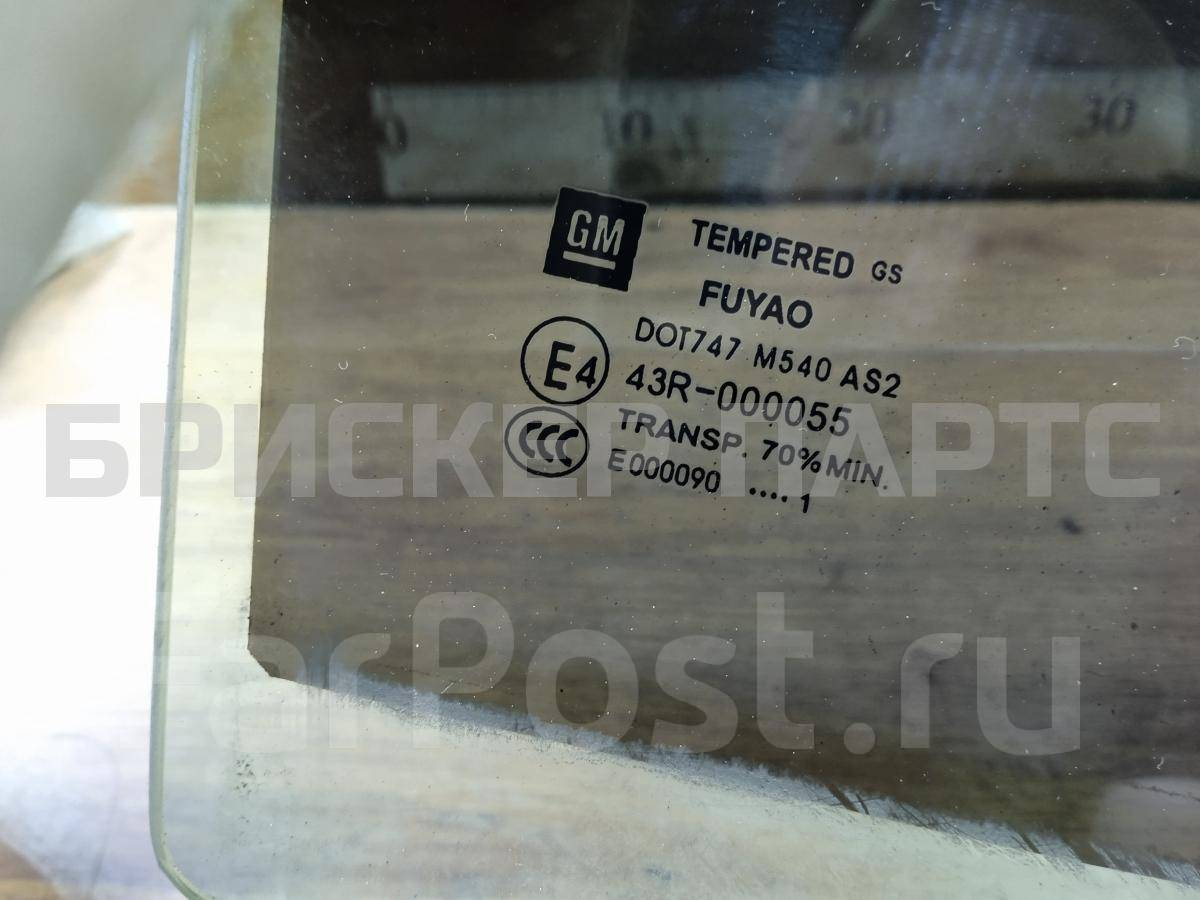 0 10 20 30
GM
TEMPERED GS
FUYAO
DOT747 M540 AS2
E4 43R-000055
CCC TRANSP. 70%MIN.
E000090 ....1
БРИСКЕР ПАРТС
FarPost.ru